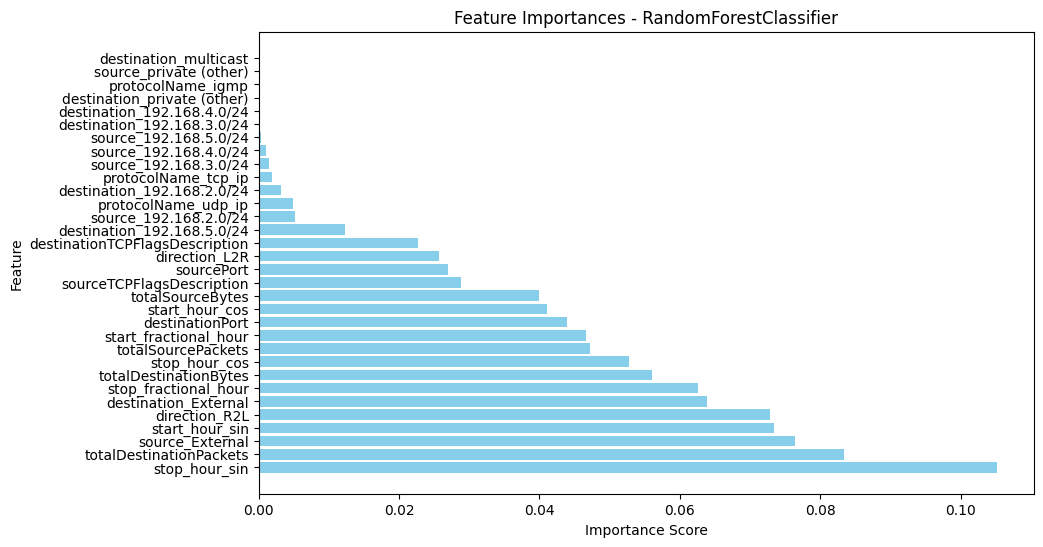 Feature Importances - RandomForestClassifier
Feature
destination_multicast
source_private (other)
protocolName_igmp
destination_private (other)
destination_192.168.4.0/24
destination_192.168.3.0/24
source_192.168.5.0/24
source_192.168.4.0/24
source_192.168.3.0/24
protocolName_tcp_ip
destination_192.168.2.0/24
protocolName_udp_ip
source_192.168.2.0/24
destination_192.168.5.0/24
destinationTCPFlagsDescription
direction_L2R
sourcePort
sourceTCPFlagsDescription
totalSourceBytes
start_hour_cos
destinationPort
start_fractional_hour
totalSourcePackets
stop_hour_cos
totalDestinationBytes
stop_fractional_hour
destination_External
direction_R2L
start_hour_sin
source_External
totalDestinationPackets
stop_hour_sin
0.00 0.02 0.04 0.06 0.08 0.10
Importance Score